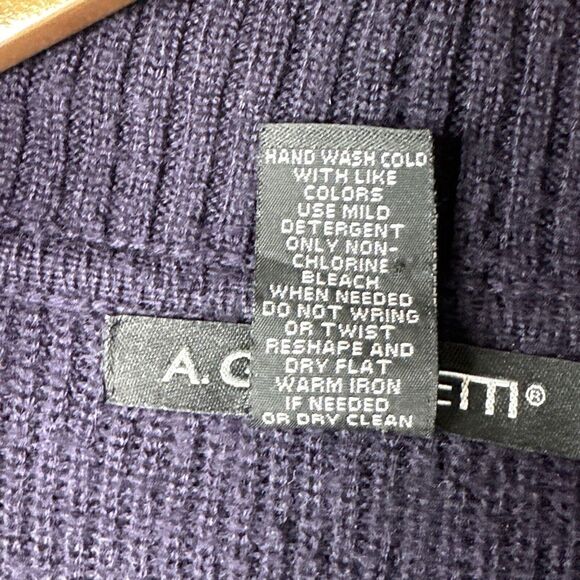 HAND WASH COLD
WITH LIKE
COLORS
USE MILD
DETERGENT
ONLY NON-
CHLORINE
BLEACH
WHEN NEEDED
DO NOT WRING
OR TWIST
RESHAPE AND
DRY FLAT
WARM IRON
IF NEEDED
OR DRY CLEAN
A.